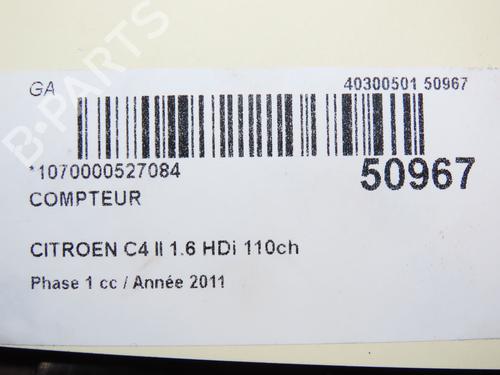 B-PARTS
GA
40300501 50967
*1070000527084
50967
COMPTEUR
CITROEN C4 II 1.6 HDi 110ch
Phase 1 cc / Année 2011